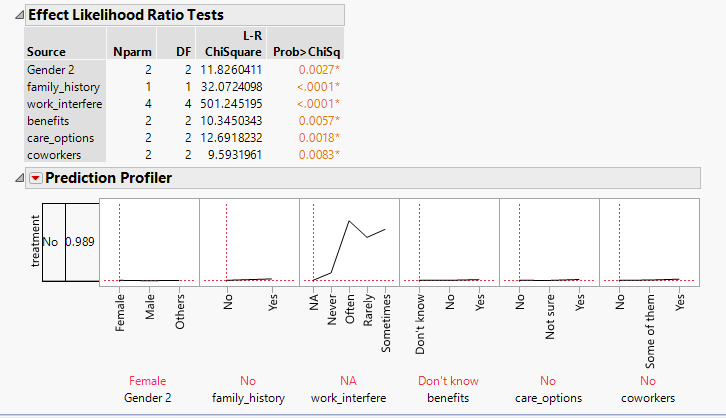 Effect Likelihood Ratio Tests
L-R
Source Nparm DF ChiSquare Prob>ChiSq
Gender 2 2 2 11.8260411 0.0027*
family_history 1 1 32.0724098 <.0001*
work_interfere 4 4 501.245195 <.0001*
benefits 2 2 10.3450343 0.0057*
care_options 2 2 12.6918232 0.0018*
coworkers 2 2 9.5931961 0.0083*
Prediction Profiler
treatment
No 0.989
Female Male Others No Yes NA Never Often Rarely Sometimes Don't know No Yes No Not sure Yes No Some of them Yes
Female No NA Don't know No No
Gender 2 family_history work_interfere benefits care_options coworkers